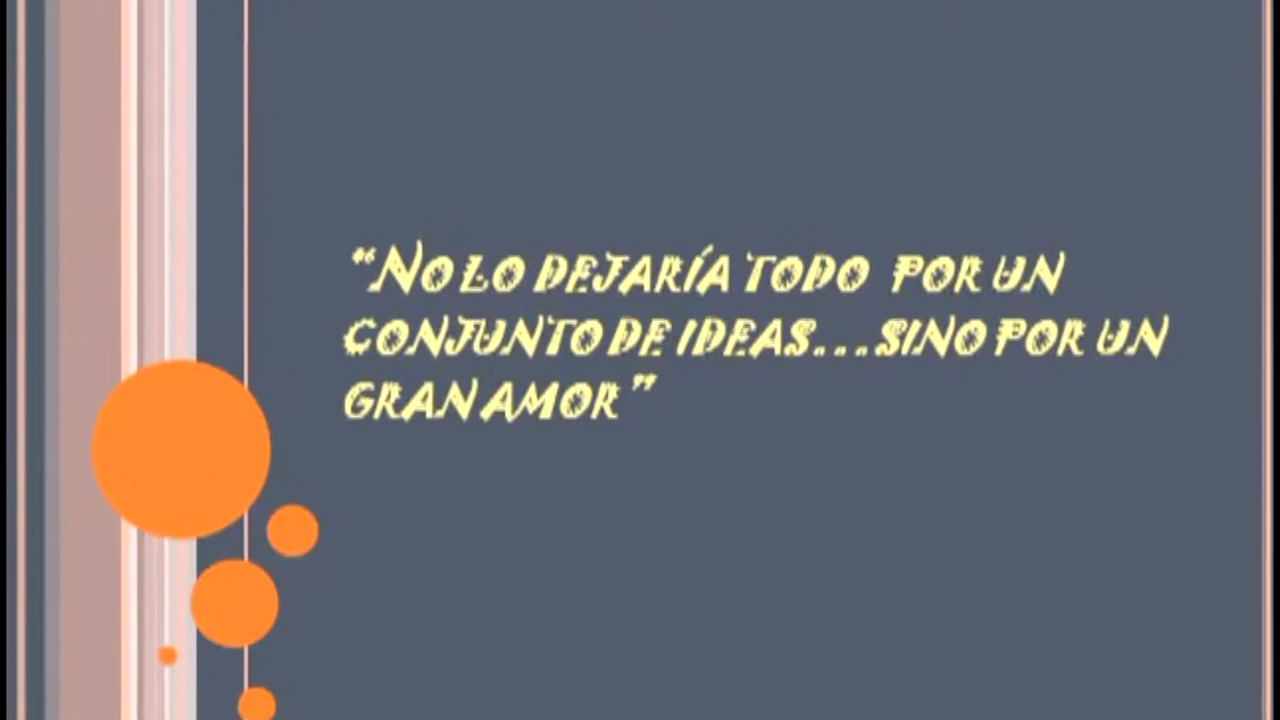 “NO LO DEJARÍA TODO POR UN
CONJUNTO DE IDEAS...SINO POR UN
GRAN AMOR”